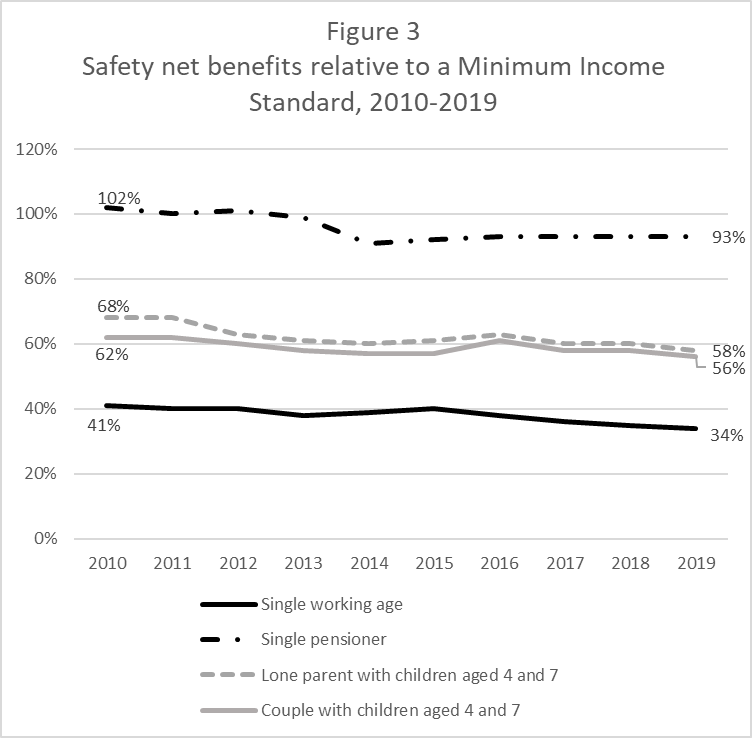 Figure 3
Safety net benefits relative to a Minimum Income
Standard, 2010-2019
120%
100%
80%
60%
40%
20%
0%
102%
93%
68%
62%
58%
56%
41%
34%
2010 2011 2012 2013 2014 2015 2016 2017 2018 2019
Single working age
Single pensioner
Lone parent with children aged 4 and 7
Couple with children aged 4 and 7